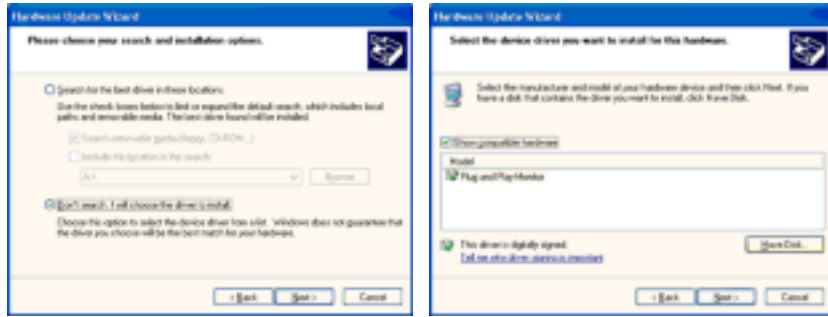 Hardware Update Wizard
Please choose your search and installation options.
Search for the best driver in these locations.
Use the check boxes below to limit or expand the default search, which includes local
paths and removable media. The best driver found will be installed.
Search removable media (floppy, CD-ROM...)
Include this location in the search:
A:\
Browse
Don't search. I will choose the driver to install.
Choose this option to select the device driver from a list. Windows does not guarantee that
the driver you choose will be the best match for your hardware.
< Back
Next >
Cancel
Hardware Update Wizard
Select the device driver you want to install for this hardware.
Select the manufacturer and model of your hardware device and then click Next. If you
have a disk that contains the driver you want to install, click Have Disk.
Show compatible hardware
Model
Plug and Play Monitor
This driver is digitally signed.
Tell me why driver signing is important
Have Disk...
< Back
Next >
Cancel